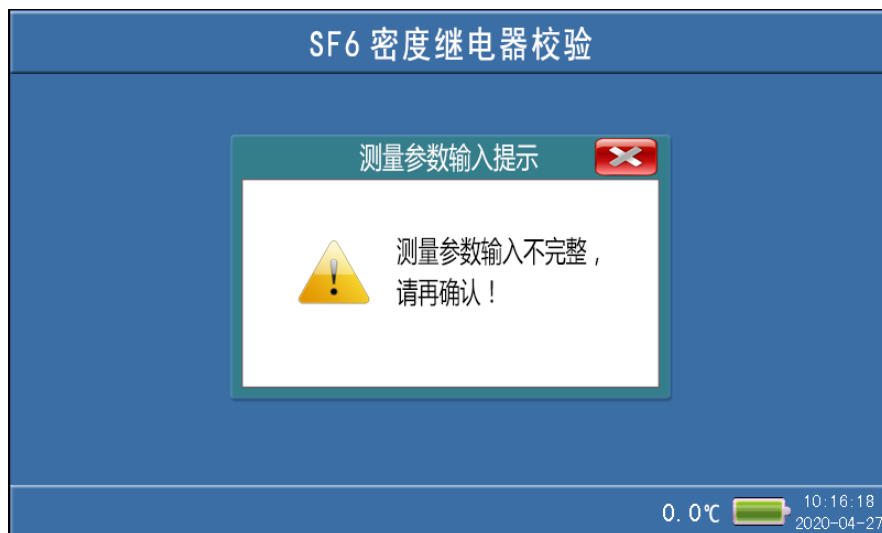 SF6 密度继电器校验
测量参数输入提示
测量参数输入不完整，
请再确认！
0.0℃
10:16:18
2020-04-27